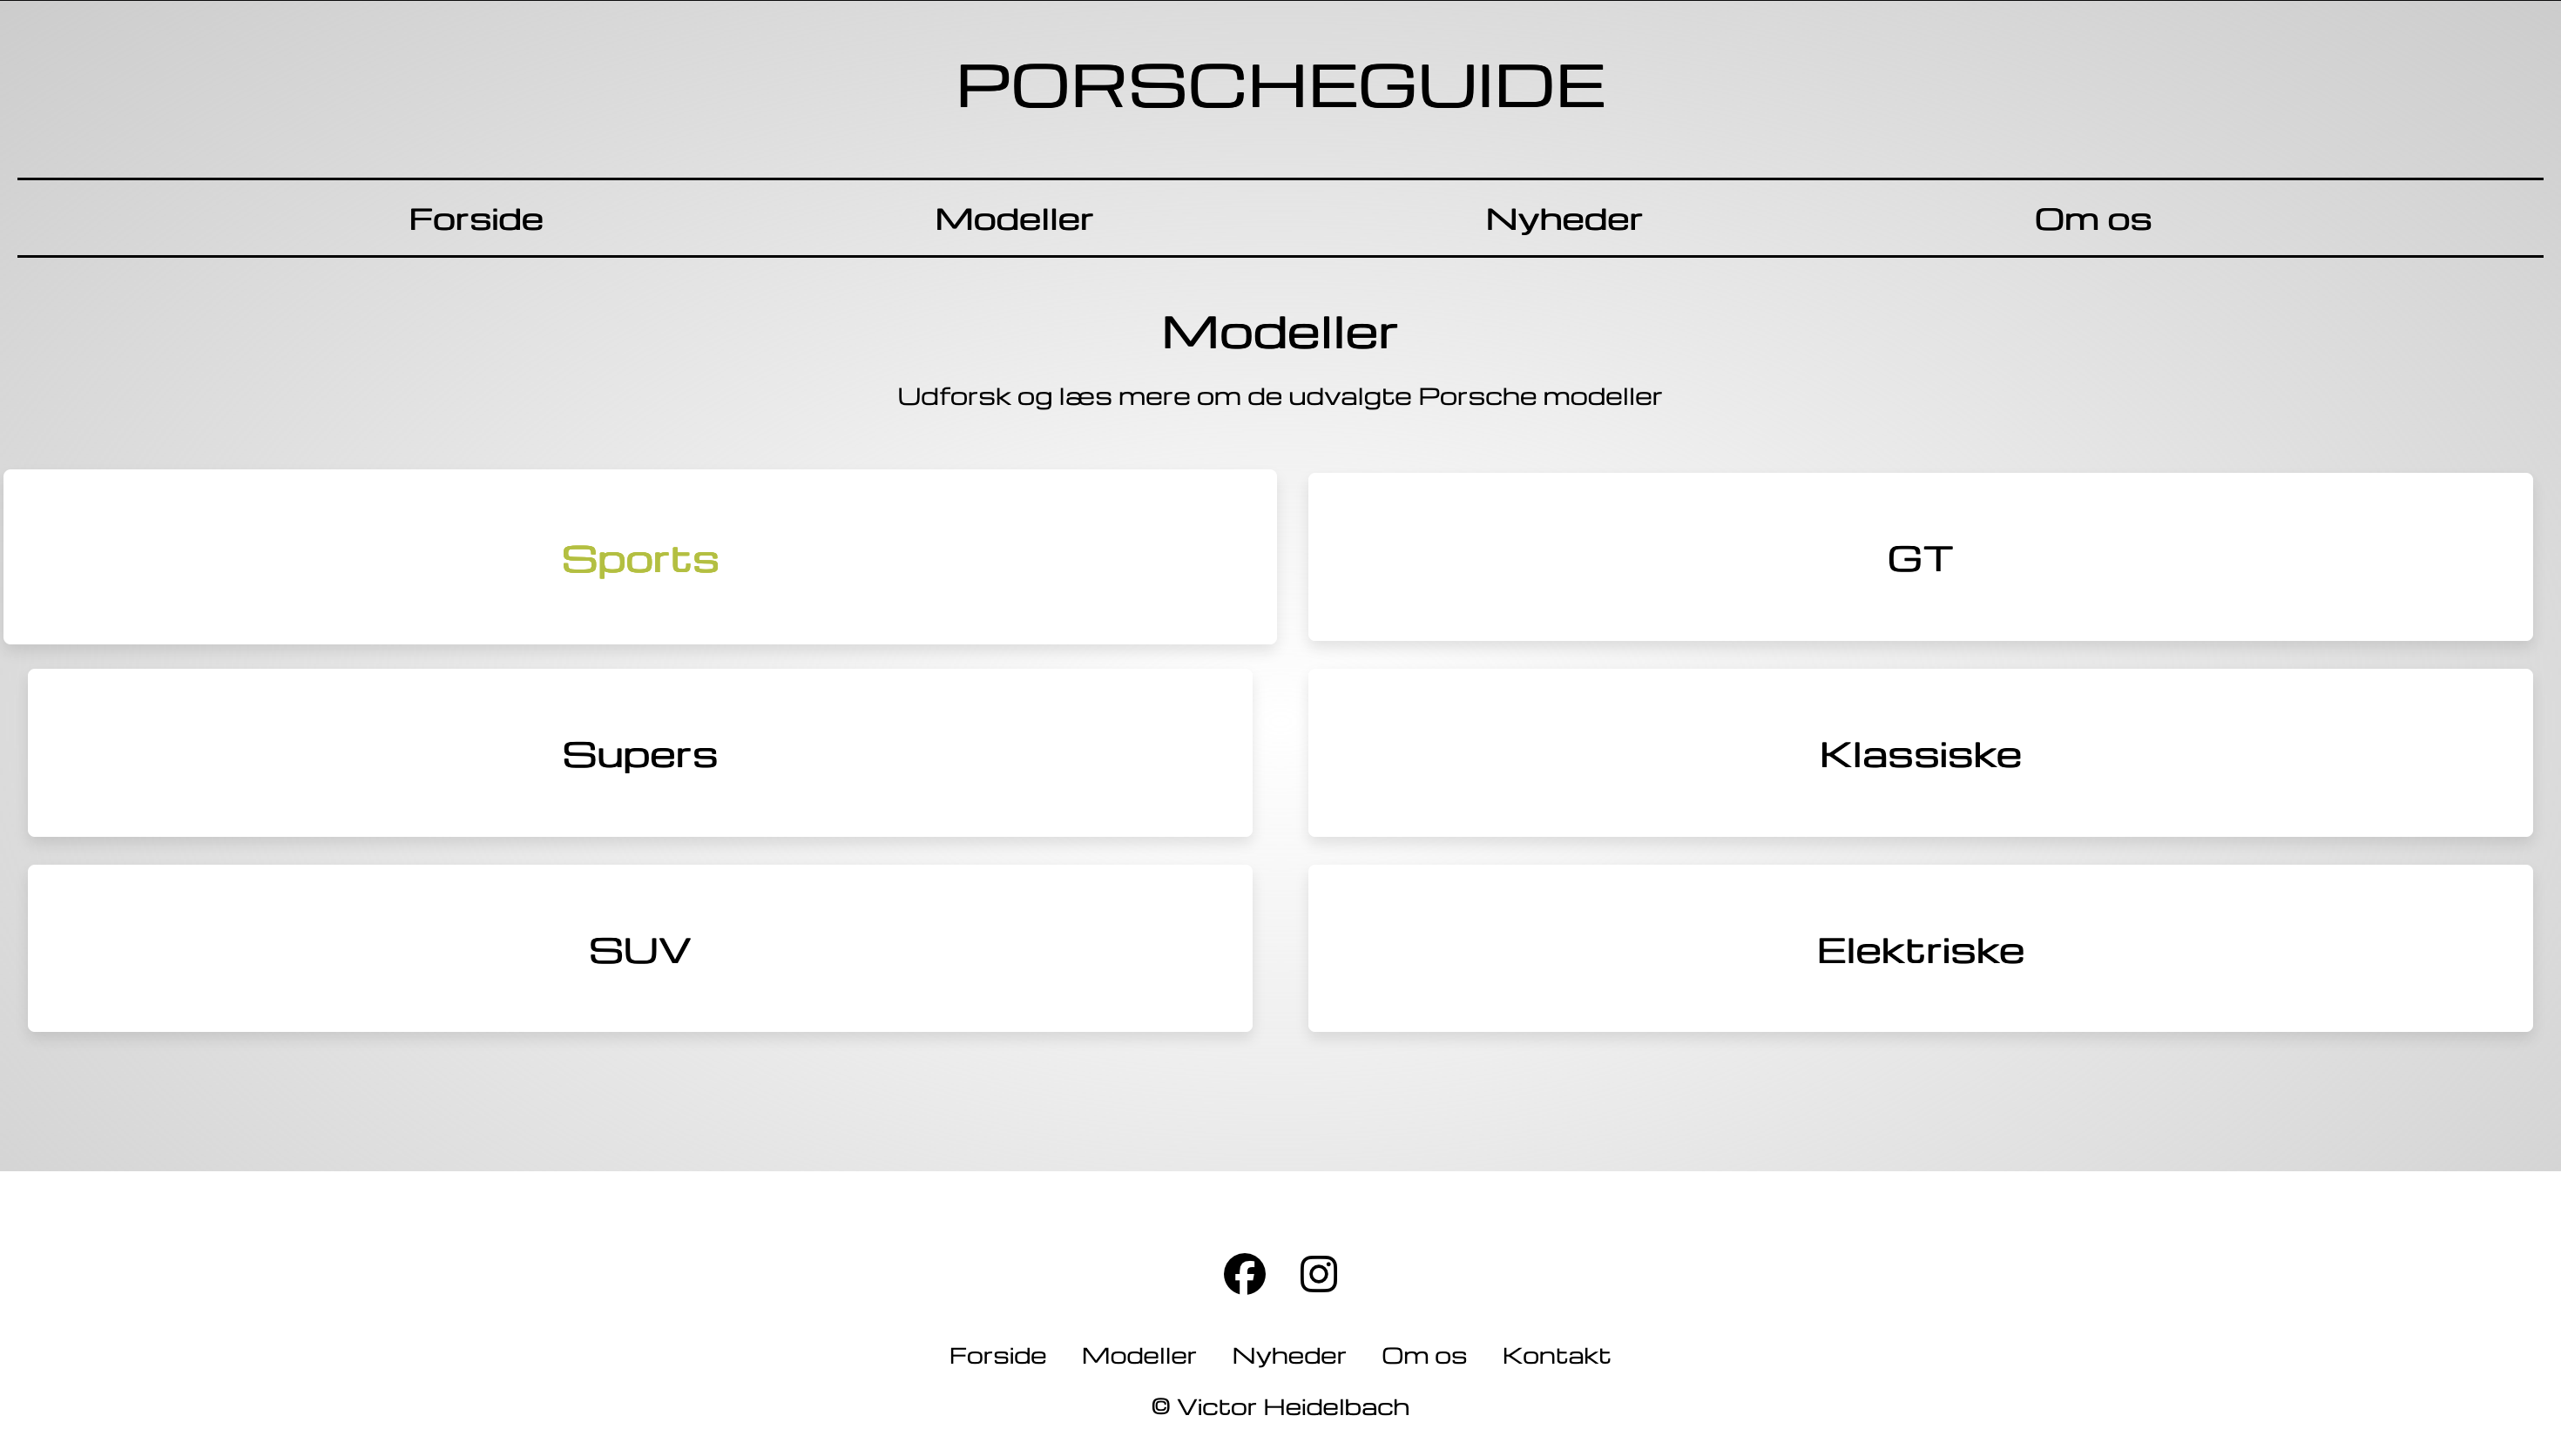 PORSCHEGUIDE
Forside Modeller Nyheder Om os
Modeller
Udforsk og læs mere om de udvalgte Porsche modeller
Sports GT
Supers Klassiske
SUV Elektriske
Forside Modeller Nyheder Om os Kontakt
© Victor Heidelbach